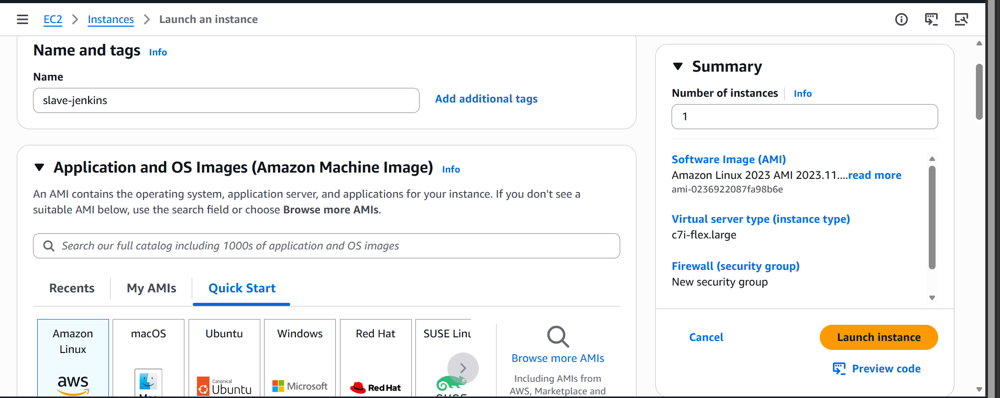 EC2 > Instances > Launch an instance
Name and tags Info
Name
slave-jenkins
Add additional tags
Application and OS Images (Amazon Machine Image) Info
An AMI contains the operating system, application server, and applications for your instance. If you don't see a
suitable AMI below, use the search field or choose Browse more AMIs.
Search our full catalog including 1000s of application and OS images
Recents
My AMIs
Quick Start
Amazon
Linux
aws
macOS
Mac
Ubuntu
Canonical
Ubuntu
Windows
Microsoft
Red Hat
Red Hat
SUSE Linu
SUSE
Browse more AMIs
Including AMIs from
AWS, Marketplace and
Summary
Number of instances Info
1
Software Image (AMI)
Amazon Linux 2023 AMI 2023.11....read more
ami-0236922087fa98b6e
Virtual server type (instance type)
c7i-flex.large
Firewall (security group)
New security group
Cancel
Launch instance
Preview code